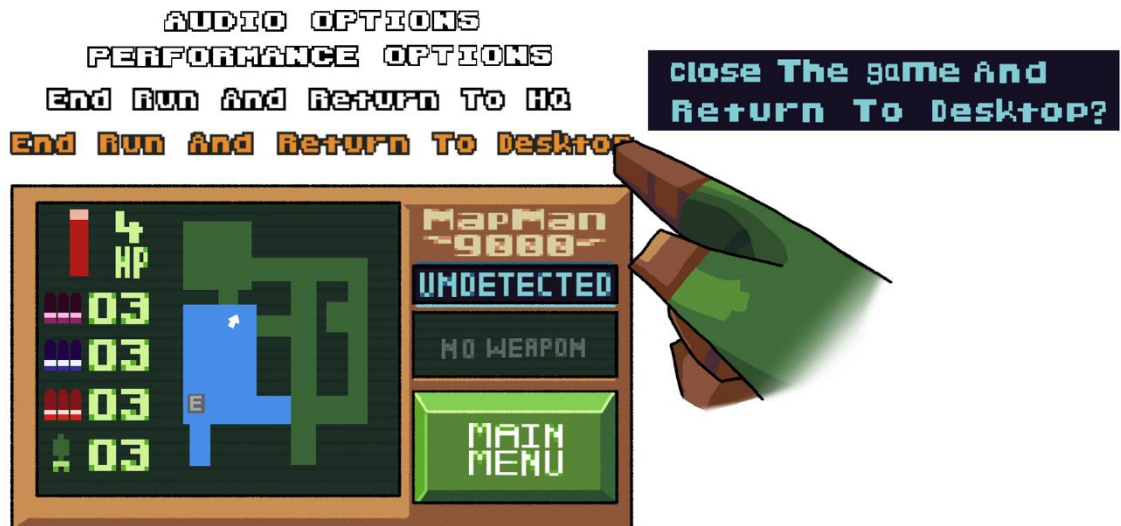 AUDIO OPTIONS
PERFORMANCE OPTIONS
End Run And Return To HQ
End Run And Return To Desktop
Close The game And
Return To Desktop?
4
HP
03
03
03
03
E
MapMan
~9000~
UNDETECTED
NO WEAPON
MAIN
MENU